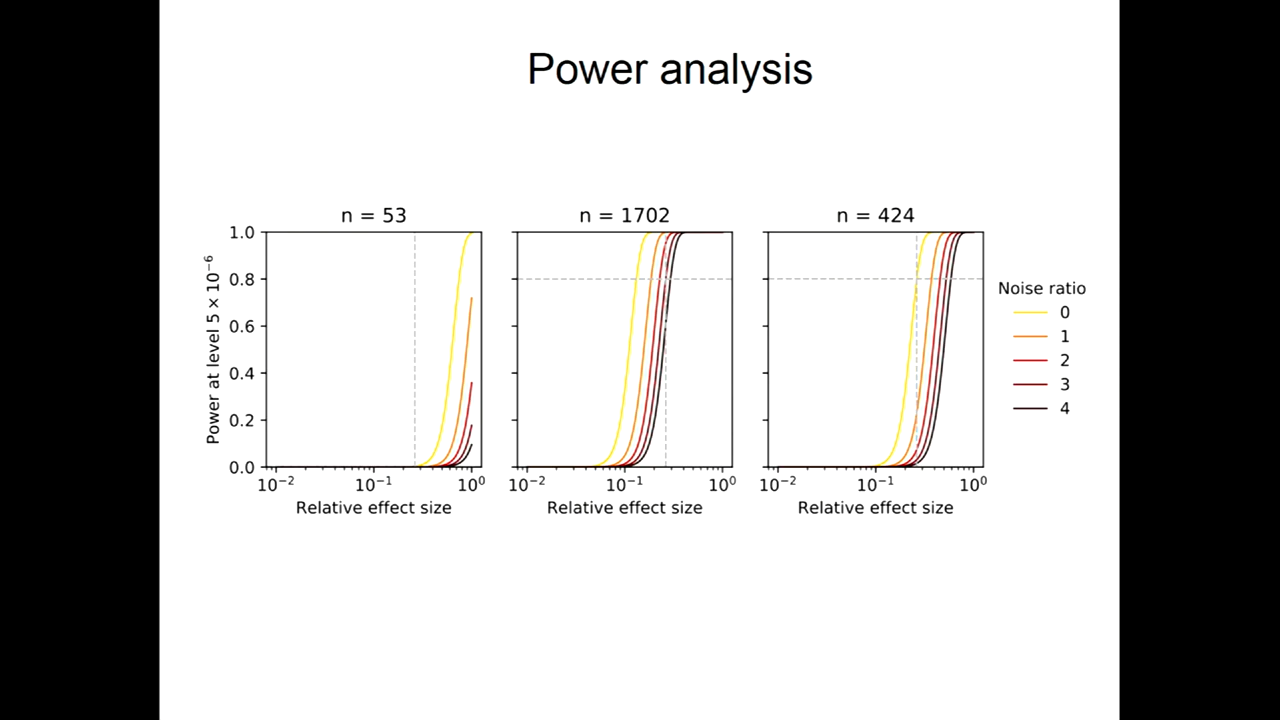 Power analysis
n = 53
n = 1702
n = 424
Power at level 5 × 10⁻⁶
1.0
0.8
0.6
0.4
0.2
0.0
10⁻² 10⁻¹ 10⁰
10⁻² 10⁻¹ 10⁰
10⁻² 10⁻¹ 10⁰
Relative effect size
Relative effect size
Relative effect size
Noise ratio
0
1
2
3
4